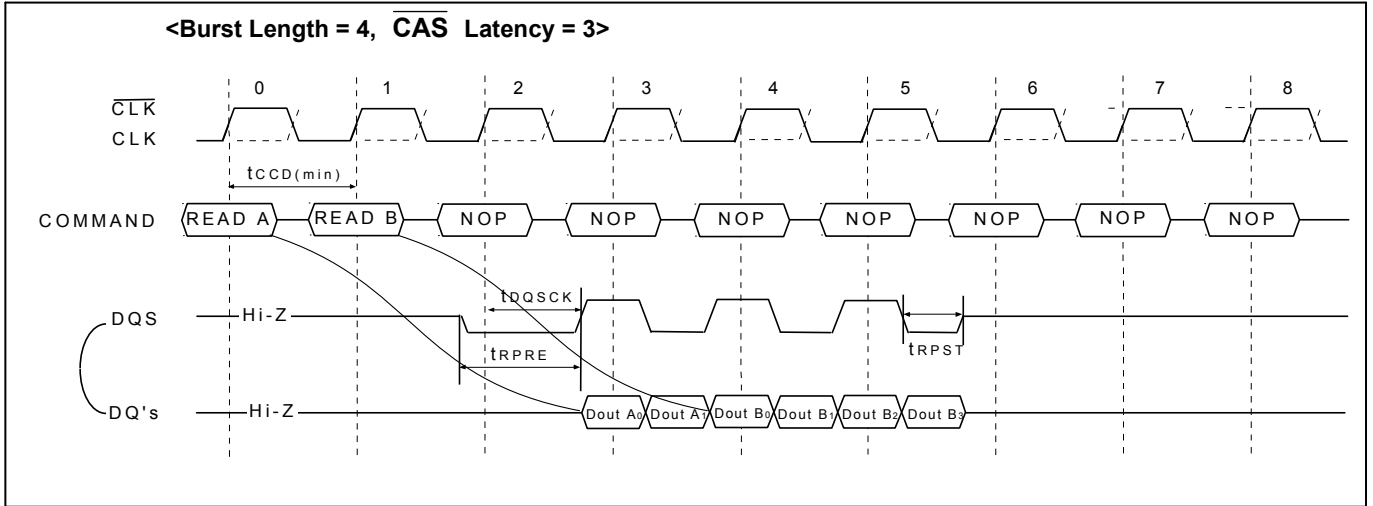 <Burst Length = 4, CAS Latency = 3>
0 1 2 3 4 5 6 7 8
CLK
CLK
tCCD(min)
COMMAND READ A READ B NOP NOP NOP NOP NOP NOP NOP
tDQSCK
DQS Hi-Z
tRPRE
tRPST
DQ's Hi-Z Dout A0 Dout A1 Dout B0 Dout B1 Dout B2 Dout B3